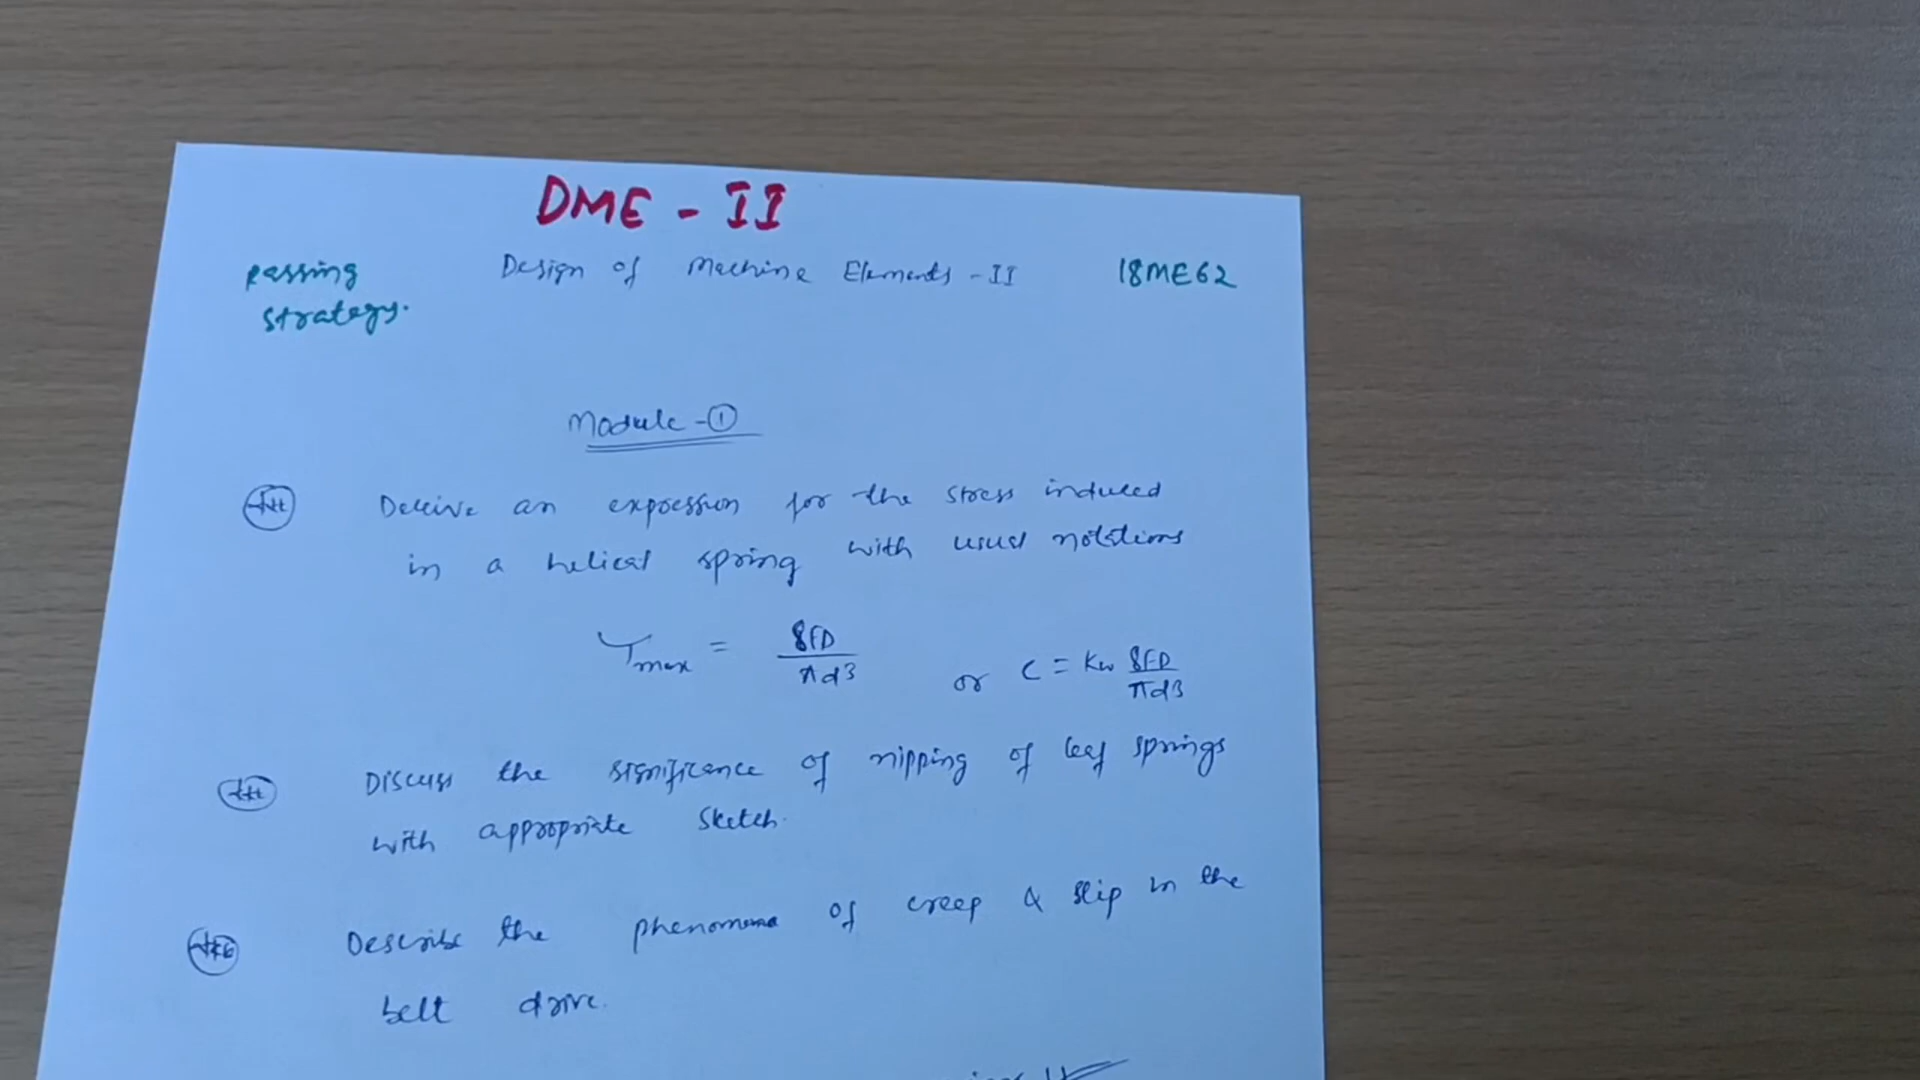 DME - II
passing Design of Machine Elements - II 18ME62
strategy.
Module - ①
Derive an expression for the stress induced
in a helical spring with usual notations
τmax = 8FD/πd3 or τ = Kw 8FD/πd3
Discuss the significance of nipping of leaf springs
with appropriate sketch.
Describe the phenomena of creep & slip in the
belt drive.